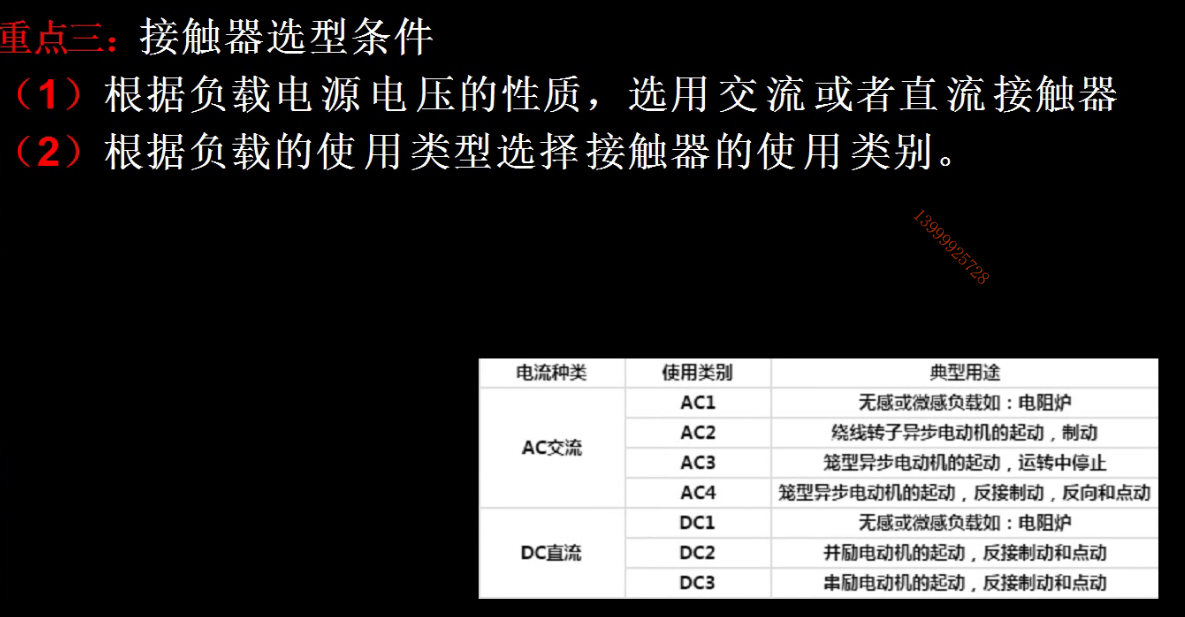 重点三：接触器选型条件
（1）根据负载电源电压的性质，选用交流或者直流接触器
（2）根据负载的使用类型选择接触器的使用类别。
13999925728
电流种类 使用类别 典型用途
AC交流
AC1 无感或微感负载如：电阻炉
AC2 绕线转子异步电动机的起动，制动
AC3 笼型异步电动机的起动，运转中停止
AC4 笼型异步电动机的起动，反接制动，反向和点动
DC直流
DC1 无感或微感负载如：电阻炉
DC2 并励电动机的起动，反接制动和点动
DC3 串励电动机的起动，反接制动和点动